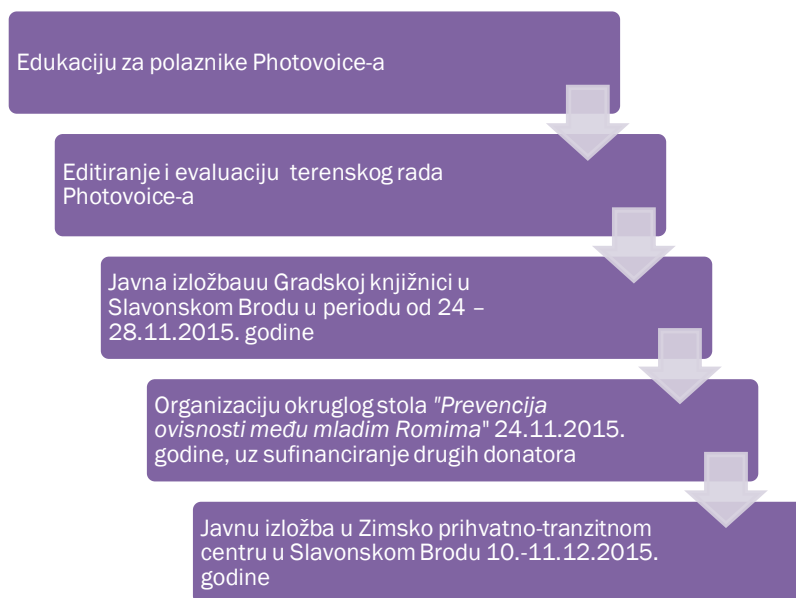 Edukaciju za polaznike Photovoice-a
Editiranje i evaluaciju terenskog rada
Photovoice-a
Javna izložbauu Gradskoj knjižnici u
Slavonskom Brodu u periodu od 24 –
28.11.2015. godine
Organizaciju okruglog stola "Prevencija
ovisnosti među mladim Romima" 24.11.2015.
godine, uz sufinanciranje drugih donatora
Javnu izložba u Zimsko prihvatno-tranzitnom
centru u Slavonskom Brodu 10.-11.12.2015.
godine